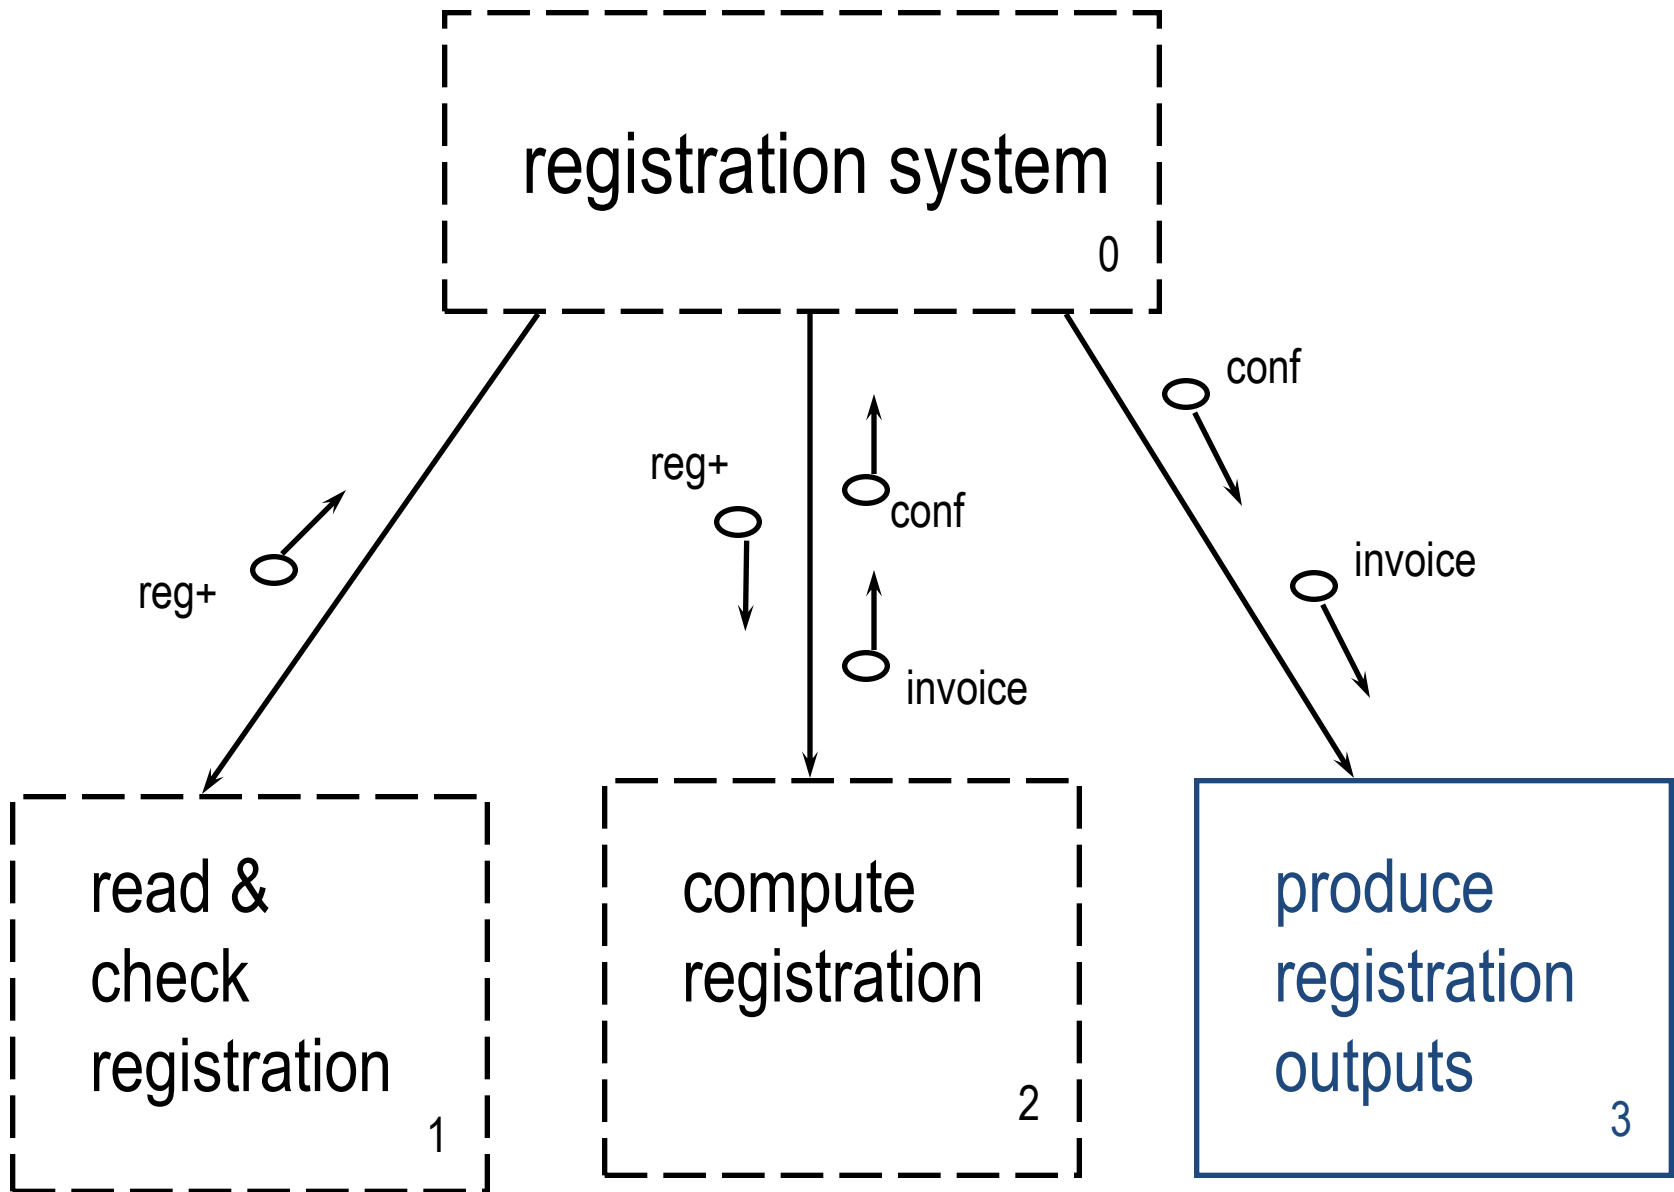 registration system
0
conf
reg+
conf
reg+
invoice
invoice
read &
check
registration
1
compute
registration
2
produce
registration
outputs
3